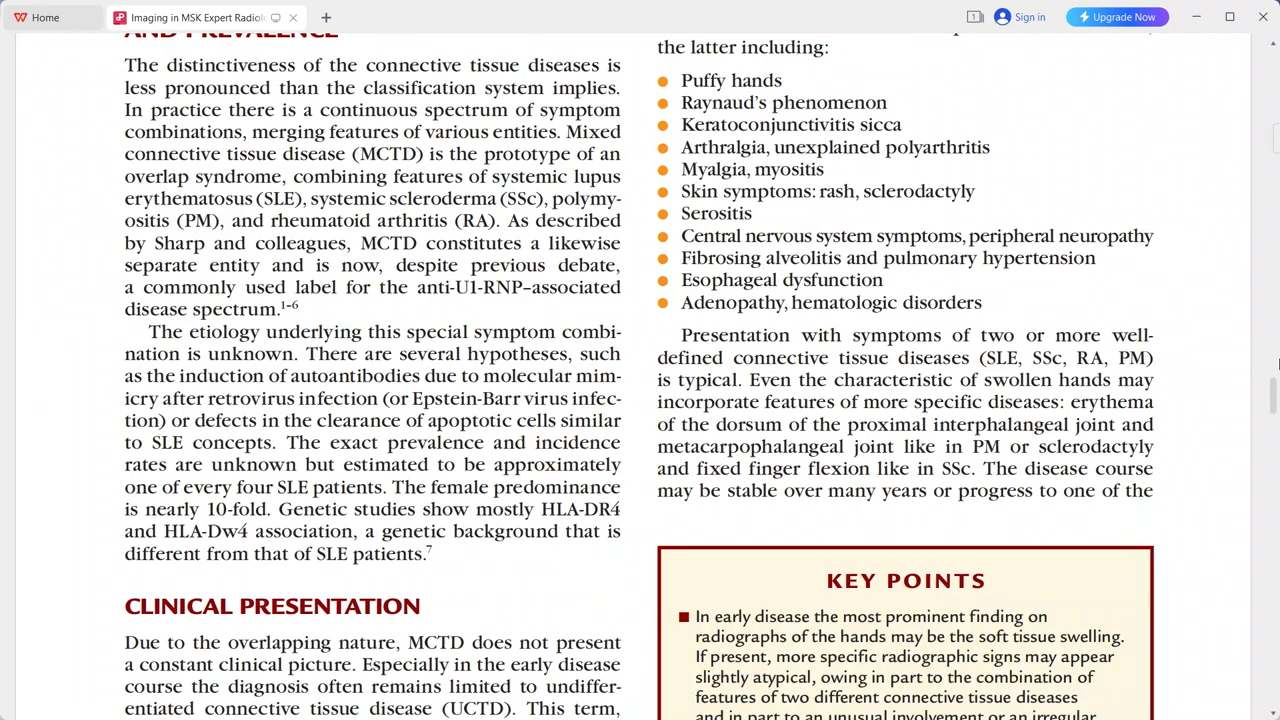 Home
Imaging in MSK Expert Radiolo
1
Sign in
Upgrade Now
AND PREVALENCE
The distinctiveness of the connective tissue diseases is
less pronounced than the classification system implies.
In practice there is a continuous spectrum of symptom
combinations, merging features of various entities. Mixed
connective tissue disease (MCTD) is the prototype of an
overlap syndrome, combining features of systemic lupus
erythematosus (SLE), systemic scleroderma (SSc), polymy-
ositis (PM), and rheumatoid arthritis (RA). As described
by Sharp and colleagues, MCTD constitutes a likewise
separate entity and is now, despite previous debate,
a commonly used label for the anti-U1-RNP–associated
disease spectrum.1-6
The etiology underlying this special symptom combi-
nation is unknown. There are several hypotheses, such
as the induction of autoantibodies due to molecular mim-
icry after retrovirus infection (or Epstein-Barr virus infec-
tion) or defects in the clearance of apoptotic cells similar
to SLE concepts. The exact prevalence and incidence
rates are unknown but estimated to be approximately
one of every four SLE patients. The female predominance
is nearly 10-fold. Genetic studies show mostly HLA-DR4
and HLA-Dw4 association, a genetic background that is
different from that of SLE patients.7
CLINICAL PRESENTATION
Due to the overlapping nature, MCTD does not present
a constant clinical picture. Especially in the early disease
course the diagnosis often remains limited to undiffer-
entiated connective tissue disease (UCTD). This term,
the latter including:
Puffy hands
Raynaud's phenomenon
Keratoconjunctivitis sicca
Arthralgia, unexplained polyarthritis
Myalgia, myositis
Skin symptoms: rash, sclerodactyly
Serositis
Central nervous system symptoms, peripheral neuropathy
Fibrosing alveolitis and pulmonary hypertension
Esophageal dysfunction
Adenopathy, hematologic disorders
Presentation with symptoms of two or more well-
defined connective tissue diseases (SLE, SSc, RA, PM)
is typical. Even the characteristic of swollen hands may
incorporate features of more specific diseases: erythema
of the dorsum of the proximal interphalangeal joint and
metacarpophalangeal joint like in PM or sclerodactyly
and fixed finger flexion like in SSc. The disease course
may be stable over many years or progress to one of the
KEY POINTS
In early disease the most prominent finding on
radiographs of the hands may be the soft tissue swelling.
If present, more specific radiographic signs may appear
slightly atypical, owing in part to the combination of
features of two different connective tissue diseases
and in part to an unusual involvement or an irregular